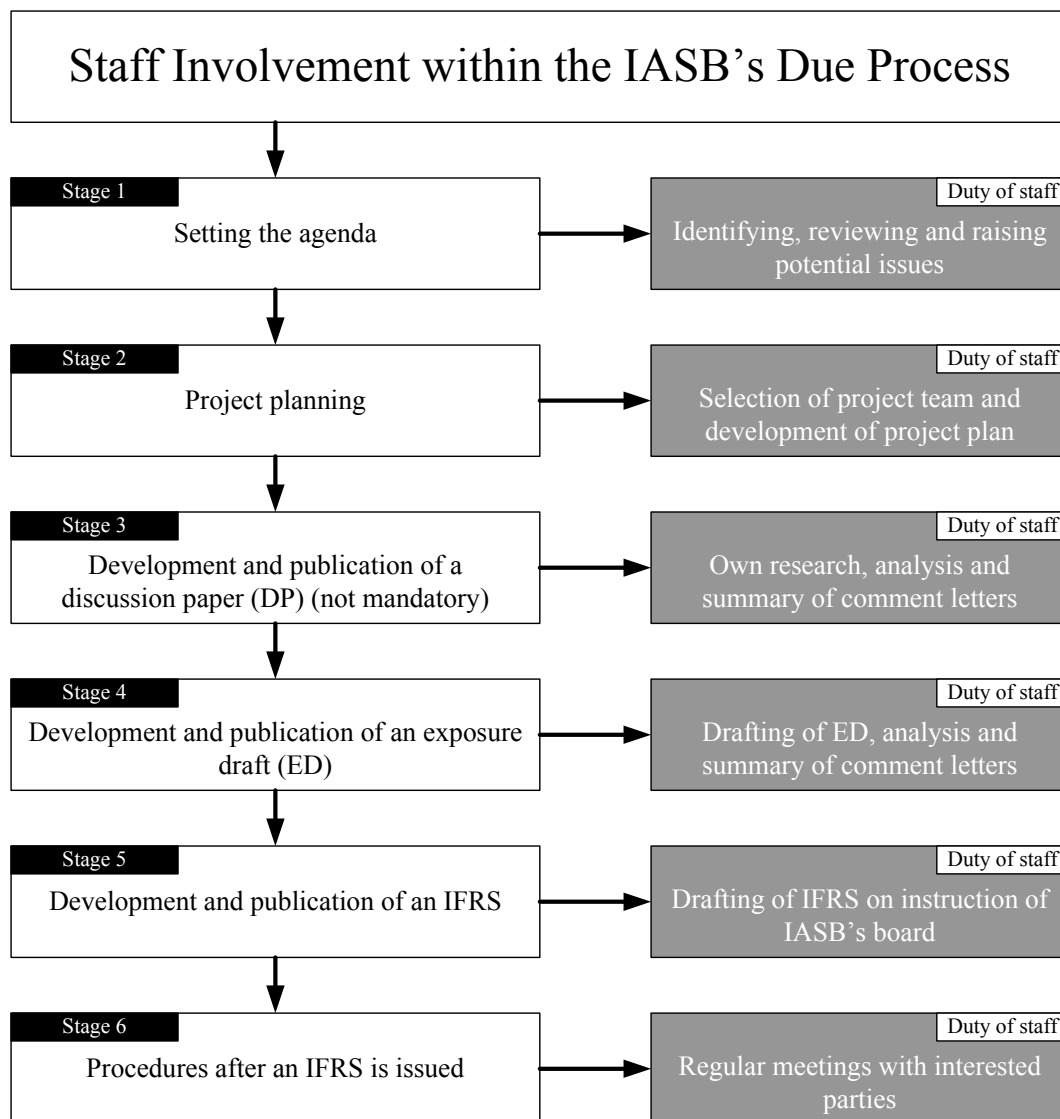 Staff Involvement within the IASB’s Due Process
Stage 1
Setting the agenda
Duty of staff
Identifying, reviewing and raising
potential issues
Stage 2
Project planning
Duty of staff
Selection of project team and
development of project plan
Stage 3
Development and publication of a
discussion paper (DP) (not mandatory)
Duty of staff
Own research, analysis and
summary of comment letters
Stage 4
Development and publication of an exposure
draft (ED)
Duty of staff
Drafting of ED, analysis and
summary of comment letters
Stage 5
Development and publication of an IFRS
Duty of staff
Drafting of IFRS on instruction of
IASB’s board
Stage 6
Procedures after an IFRS is issued
Duty of staff
Regular meetings with interested
parties